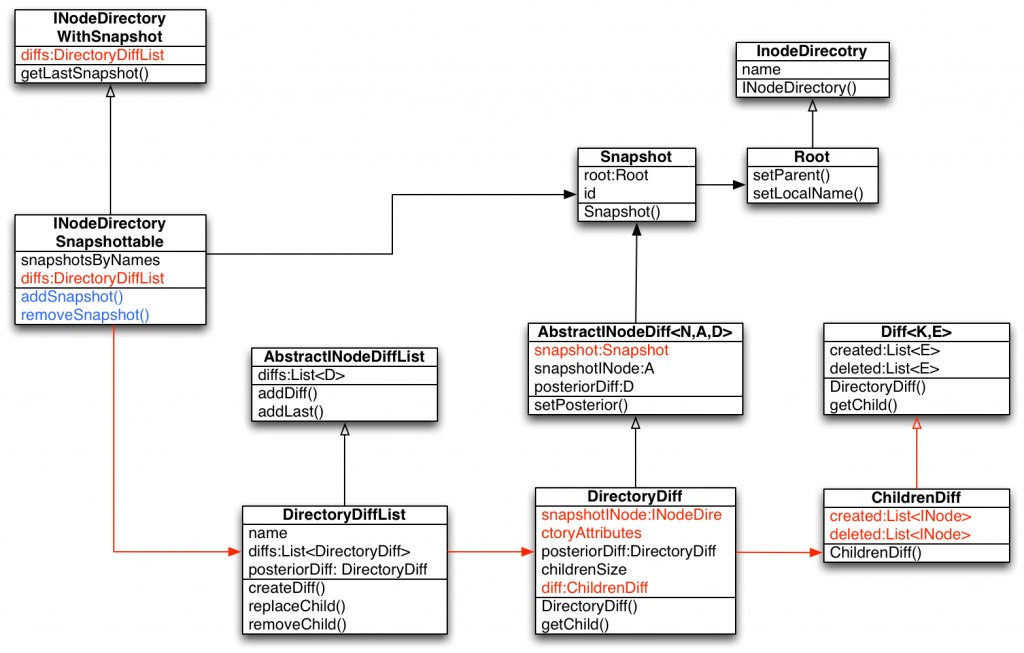 INodeDirectory
WithSnapshot
diffs:DirectoryDiffList
getLastSnapshot()
InodeDirecotry
name
INodeDirectory()
Snapshot
root:Root
id
Snapshot()
Root
setParent()
setLocalName()
INodeDirectory
Snapshottable
snapshotsByNames
diffs:DirectoryDiffList
addSnapshot()
removeSnapshot()
AbstractINodeDiffList
diffs:List<D>
addDiff()
addLast()
AbstractINodeDiff<N,A,D>
snapshot:Snapshot
snapshotINode:A
posteriorDiff:D
setPosterior()
Diff<K,E>
created:List<E>
deleted:List<E>
DirectoryDiff()
getChild()
DirectoryDiffList
name
diffs:List<DirectoryDiff>
posteriorDiff: DirectoryDiff
createDiff()
replaceChild()
removeChild()
DirectoryDiff
snapshotINode:INodeDire
ctoryAttributes
posteriorDiff:DirectoryDiff
childrenSize
diff:ChildrenDiff
DirectoryDiff()
getChild()
ChildrenDiff
created:List<INode>
deleted:List<INode>
ChildrenDiff()